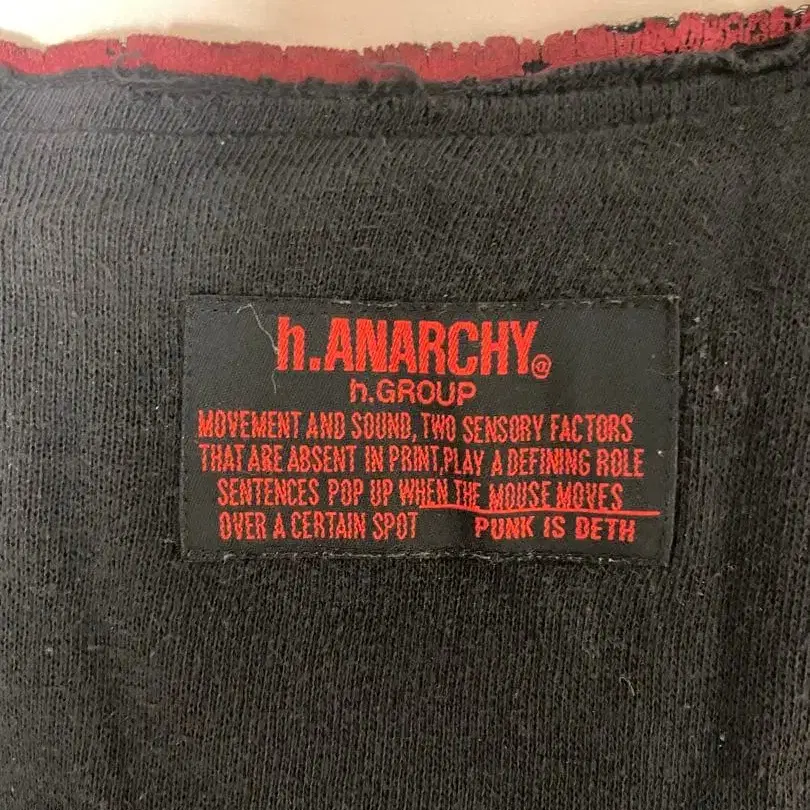 h.ANARCHY@
h.GROUP
MOVEMENT AND SOUND, TWO SENSORY FACTORS
THAT ARE ABSENT IN PRINT,PLAY A DEFINING ROLE
SENTENCES POP UP WHEN THE MOUSE MOVES
OVER A CERTAIN SPOT PUNK IS DETH